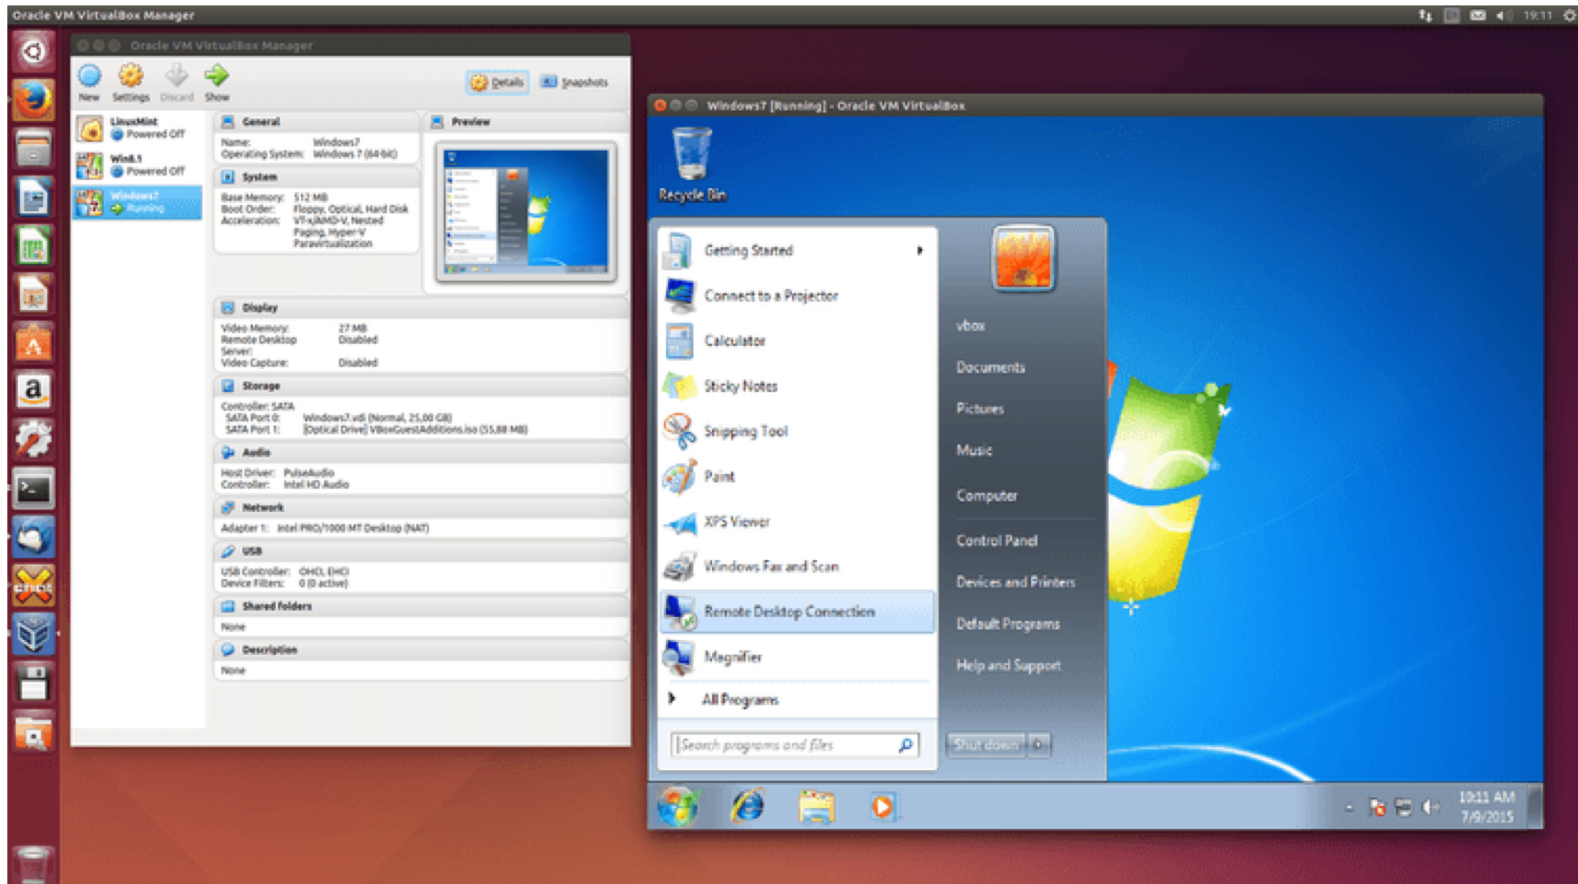 Oracle VM VirtualBox Manager
19:11
Oracle VM VirtualBox Manager
New Settings Discard Show
Details Snapshots
LinuxMint
Powered Off
Win8.1
Powered Off
Windows7
Running
General
Name: Windows7
Operating System: Windows 7 (64-bit)
System
Base Memory: 512 MB
Boot Order: Floppy, Optical, Hard Disk
Acceleration: VT-x/AMD-V, Nested
Paging, Hyper-V
Paravirtualization
Preview
Display
Video Memory: 27 MB
Remote Desktop Disabled
Server:
Video Capture: Disabled
Storage
Controller: SATA
SATA Port 0: Windows7.vdi (Normal, 25,00 GB)
SATA Port 1: [Optical Drive] VBoxGuestAdditions.iso (55,88 MB)
Audio
Host Driver: PulseAudio
Controller: Intel HD Audio
Network
Adapter 1: Intel PRO/1000 MT Desktop (NAT)
USB
USB Controller: OHCI, EHCI
Device Filters: 0 (0 active)
Shared folders
None
Description
None
Windows7 [Running] - Oracle VM VirtualBox
Recycle Bin
Getting Started
Connect to a Projector
Calculator
Sticky Notes
Snipping Tool
Paint
XPS Viewer
Windows Fax and Scan
Remote Desktop Connection
Magnifier
All Programs
Search programs and files
vbox
Documents
Pictures
Music
Computer
Control Panel
Devices and Printers
Default Programs
Help and Support
Shut down
10:11 AM
7/9/2015